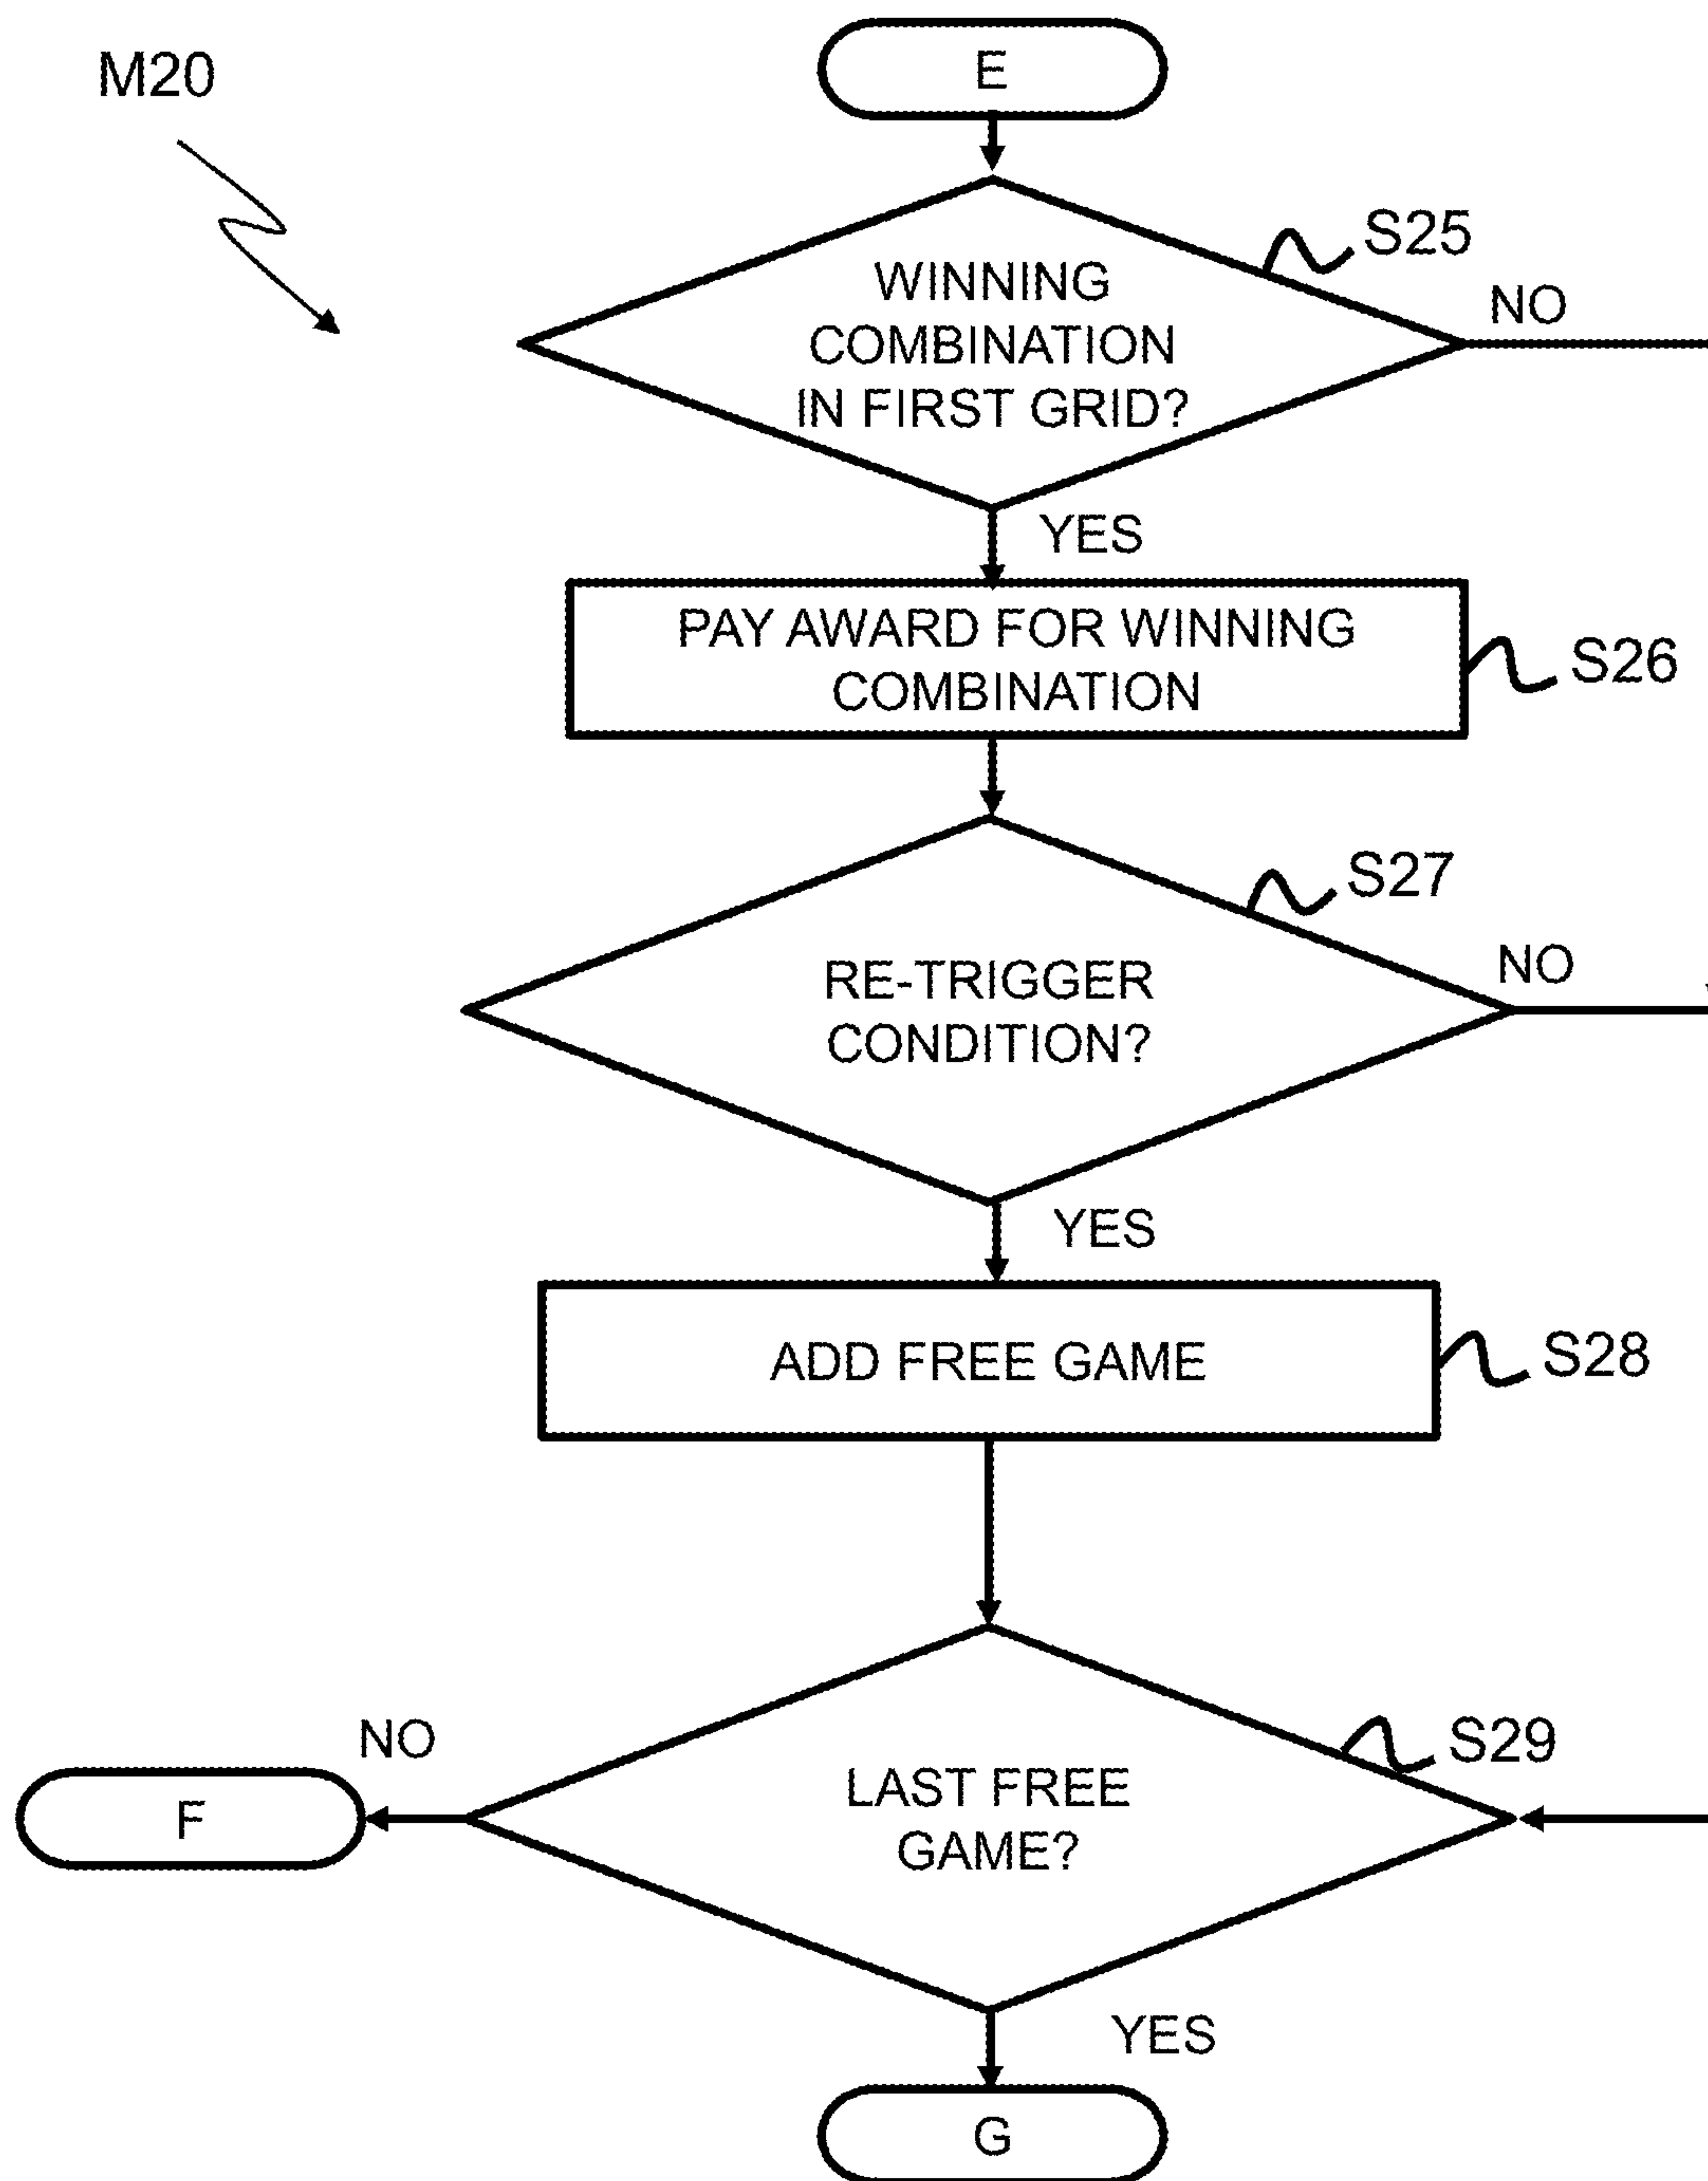 M20
E
S25
WINNING
COMBINATION
IN FIRST GRID?
NO
YES
PAY AWARD FOR WINNING
COMBINATION
S26
S27
RE-TRIGGER
CONDITION?
NO
YES
ADD FREE GAME
S28
S29
NO
LAST FREE
GAME?
F
YES
G